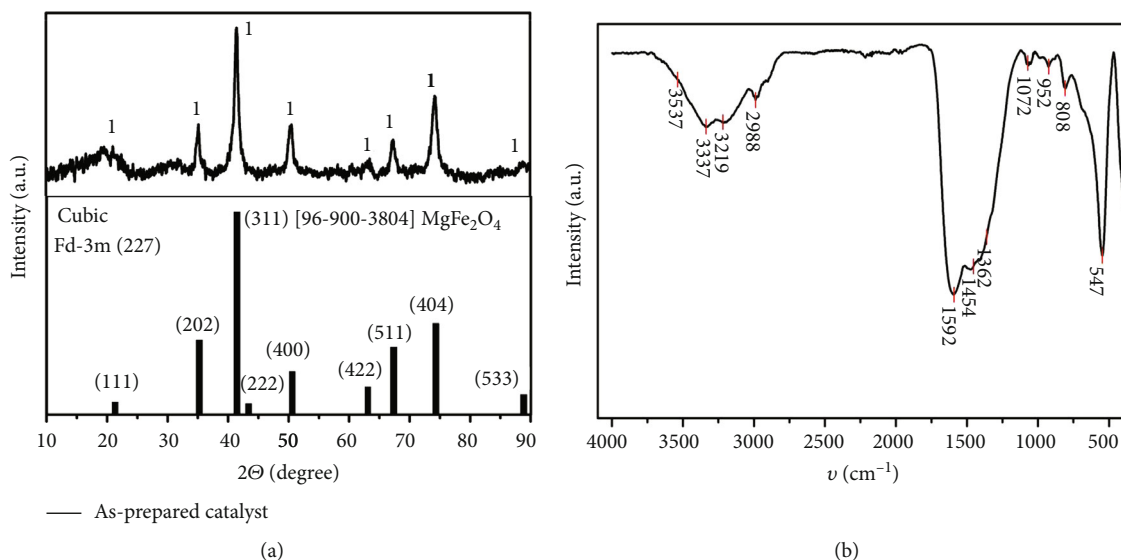 1
1
1
1
1
1
1
1
Intensity (a.u.)
Cubic
Fd-3m (227)
(311) [96-900-3804] MgFe₂O₄
(111)
(202)
(222)
(400)
(422)
(511)
(404)
(533)
10 20 30 40 50 60 70 80 90
2Θ (degree)
As-prepared catalyst
(a)
Intensity (a.u.)
3537
3337
3219
2988
1592
1454
1362
1072
952
808
547
4000 3500 3000 2500 2000 1500 1000 500
υ (cm⁻¹)
(b)